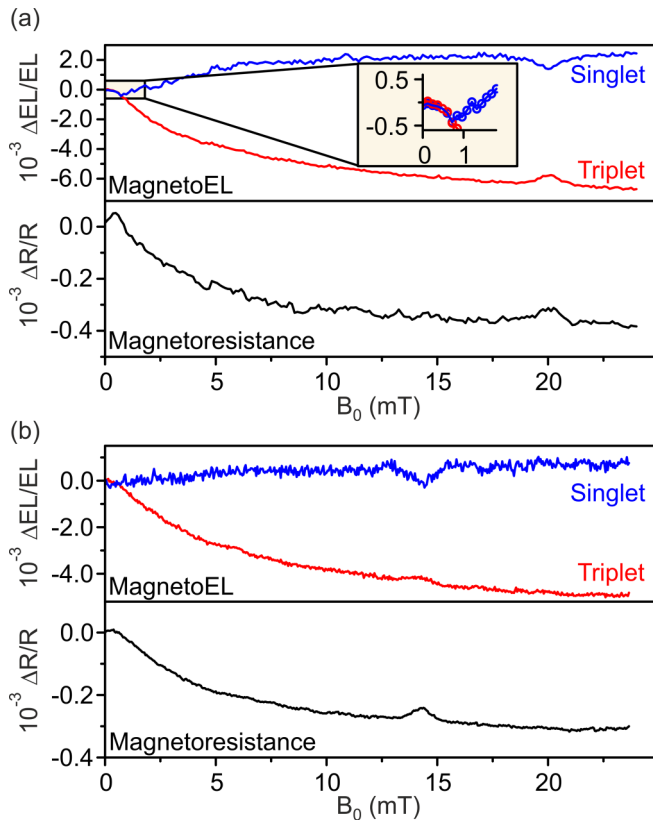 (a)
10⁻³ ΔEL/EL
2.0
0.0
-2.0
-4.0
-6.0
0.5
-0.5
0
1
Singlet
Triplet
MagnetoEL
10⁻³ ΔR/R
0.0
-0.2
-0.4
Magnetoresistance
0
5
10
15
20
B₀ (mT)
(b)
10⁻³ ΔEL/EL
0.0
-2.0
-4.0
Singlet
Triplet
MagnetoEL
10⁻³ ΔR/R
0.0
-0.2
-0.4
Magnetoresistance
0
5
10
15
20
B₀ (mT)